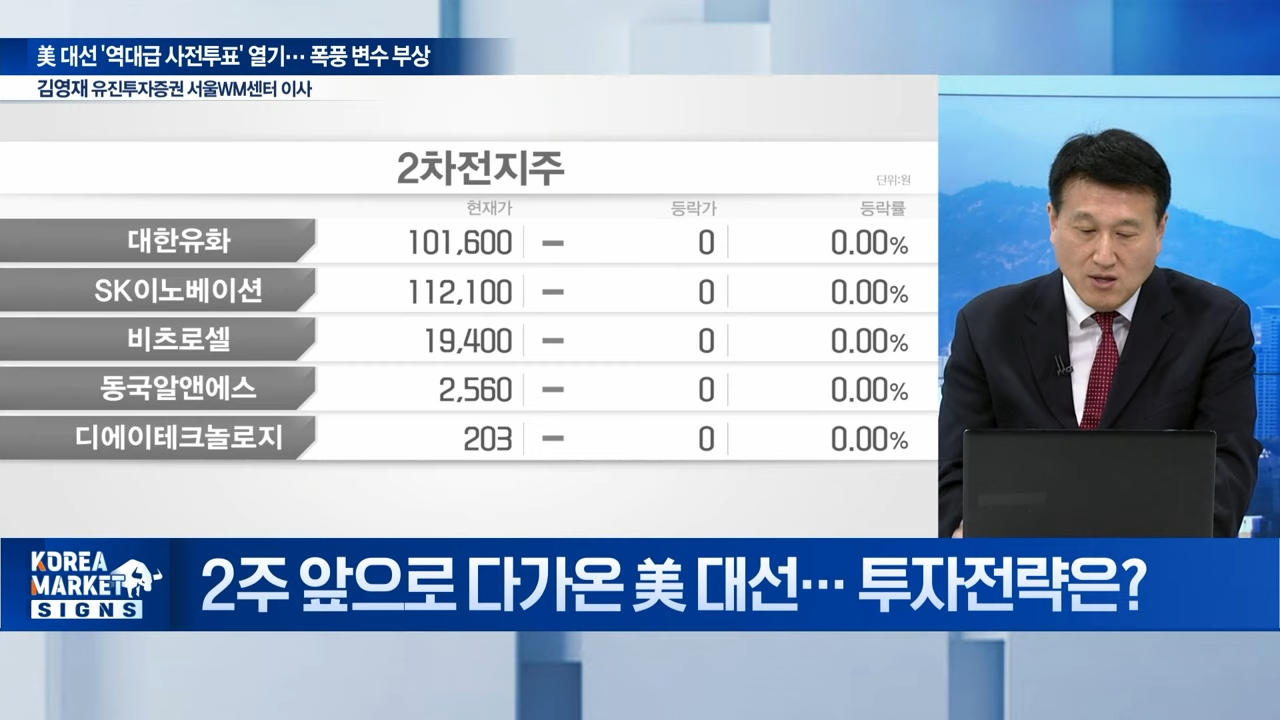 美 대선 '역대급 사전투표' 열기… 폭풍 변수 부상
김영재 유진투자증권 서울WM센터 이사
2차전지주
단위:원
현재가 등락가 등락률
대한유화 101,600 – 0 0.00%
SK이노베이션 112,100 – 0 0.00%
비츠로셀 19,400 – 0 0.00%
동국알앤에스 2,560 – 0 0.00%
디에이테크놀로지 203 – 0 0.00%
KOREA
MARKET
SIGNS
2주 앞으로 다가온 美 대선… 투자전략은?